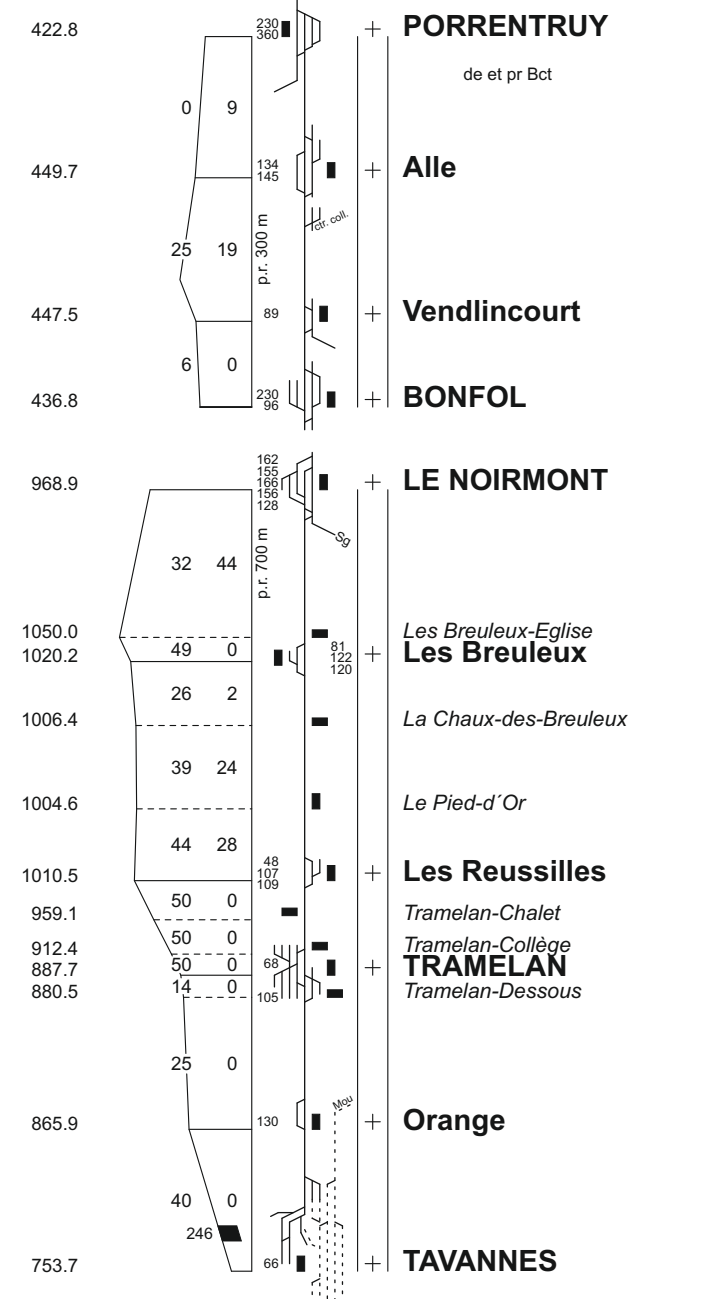 422.8 230 360 + PORRENTRUY
de et pr Bct
0 9
449.7 134 145 + Alle
ctr. coll.
25 19 p.r. 300 m
447.5 89 + Vendlincourt
6 0
436.8 230 96 + BONFOL
968.9 162 155 166 156 128 + LE NOIRMONT
Sg
32 44 p.r. 700 m
1050.0 Les Breuleux-Eglise
49 0
1020.2 81 122 120 + Les Breuleux
26 2
1006.4 La Chaux-des-Breuleux
39 24
1004.6 Le Pied-d´Or
44 28
1010.5 48 107 109 + Les Reussilles
50 0
959.1 Tramelan-Chalet
50 0
912.4 Tramelan-Collège
50 0
887.7 68 + TRAMELAN
14 0
880.5 105 Tramelan-Dessous
25 0
Mou
865.9 130 + Orange
40 0
246
753.7 66 + TAVANNES